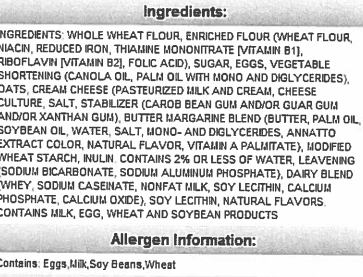 Ingredients:
INGREDIENTS: WHOLE WHEAT FLOUR, ENRICHED FLOUR (WHEAT FLOUR,
NIACIN, REDUCED IRON, THIAMINE MONONITRATE [VITAMIN B1],
RIBOFLAVIN [VITAMIN B2], FOLIC ACID), SUGAR, EGGS, VEGETABLE
SHORTENING (CANOLA OIL, PALM OIL WITH MONO AND DIGLYCERIDES),
OATS, CREAM CHEESE (PASTEURIZED MILK AND CREAM, CHEESE
CULTURE, SALT, STABILIZER (CAROB BEAN GUM AND/OR GUAR GUM
AND/OR XANTHAN GUM), BUTTER MARGARINE BLEND (BUTTER, PALM OIL,
SOYBEAN OIL, WATER, SALT, MONO- AND DIGLYCERIDES, ANNATTO
EXTRACT COLOR, NATURAL FLAVOR, VITAMIN A PALMITATE), MODIFIED
WHEAT STARCH, INULIN. CONTAINS 2% OR LESS OF WATER, LEAVENING
(SODIUM BICARBONATE, SODIUM ALUMINUM PHOSPHATE), DAIRY BLEND
(WHEY, SODIUM CASEINATE, NONFAT MILK, SOY LECITHIN, CALCIUM
PHOSPHATE, CALCIUM OXIDE), SOY LECITHIN, NATURAL FLAVORS.
CONTAINS MILK, EGG, WHEAT AND SOYBEAN PRODUCTS
Allergen Information:
Contains: Eggs,Milk,Soy Beans,Wheat